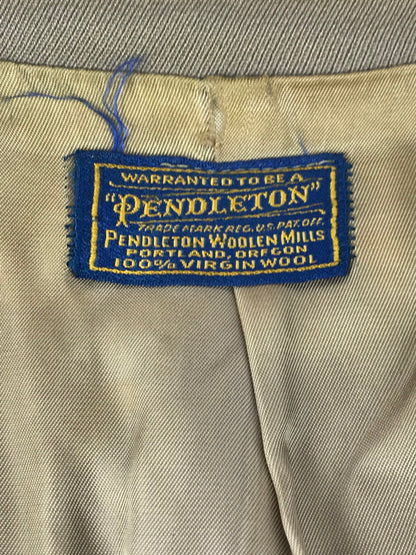 WARRANTED TO BE A
"PENDLETON"
TRADE MARK REG. U.S. PAT. OFF.
PENDLETON WOOLEN MILLS
PORTLAND, OREGON
100% VIRGIN WOOL